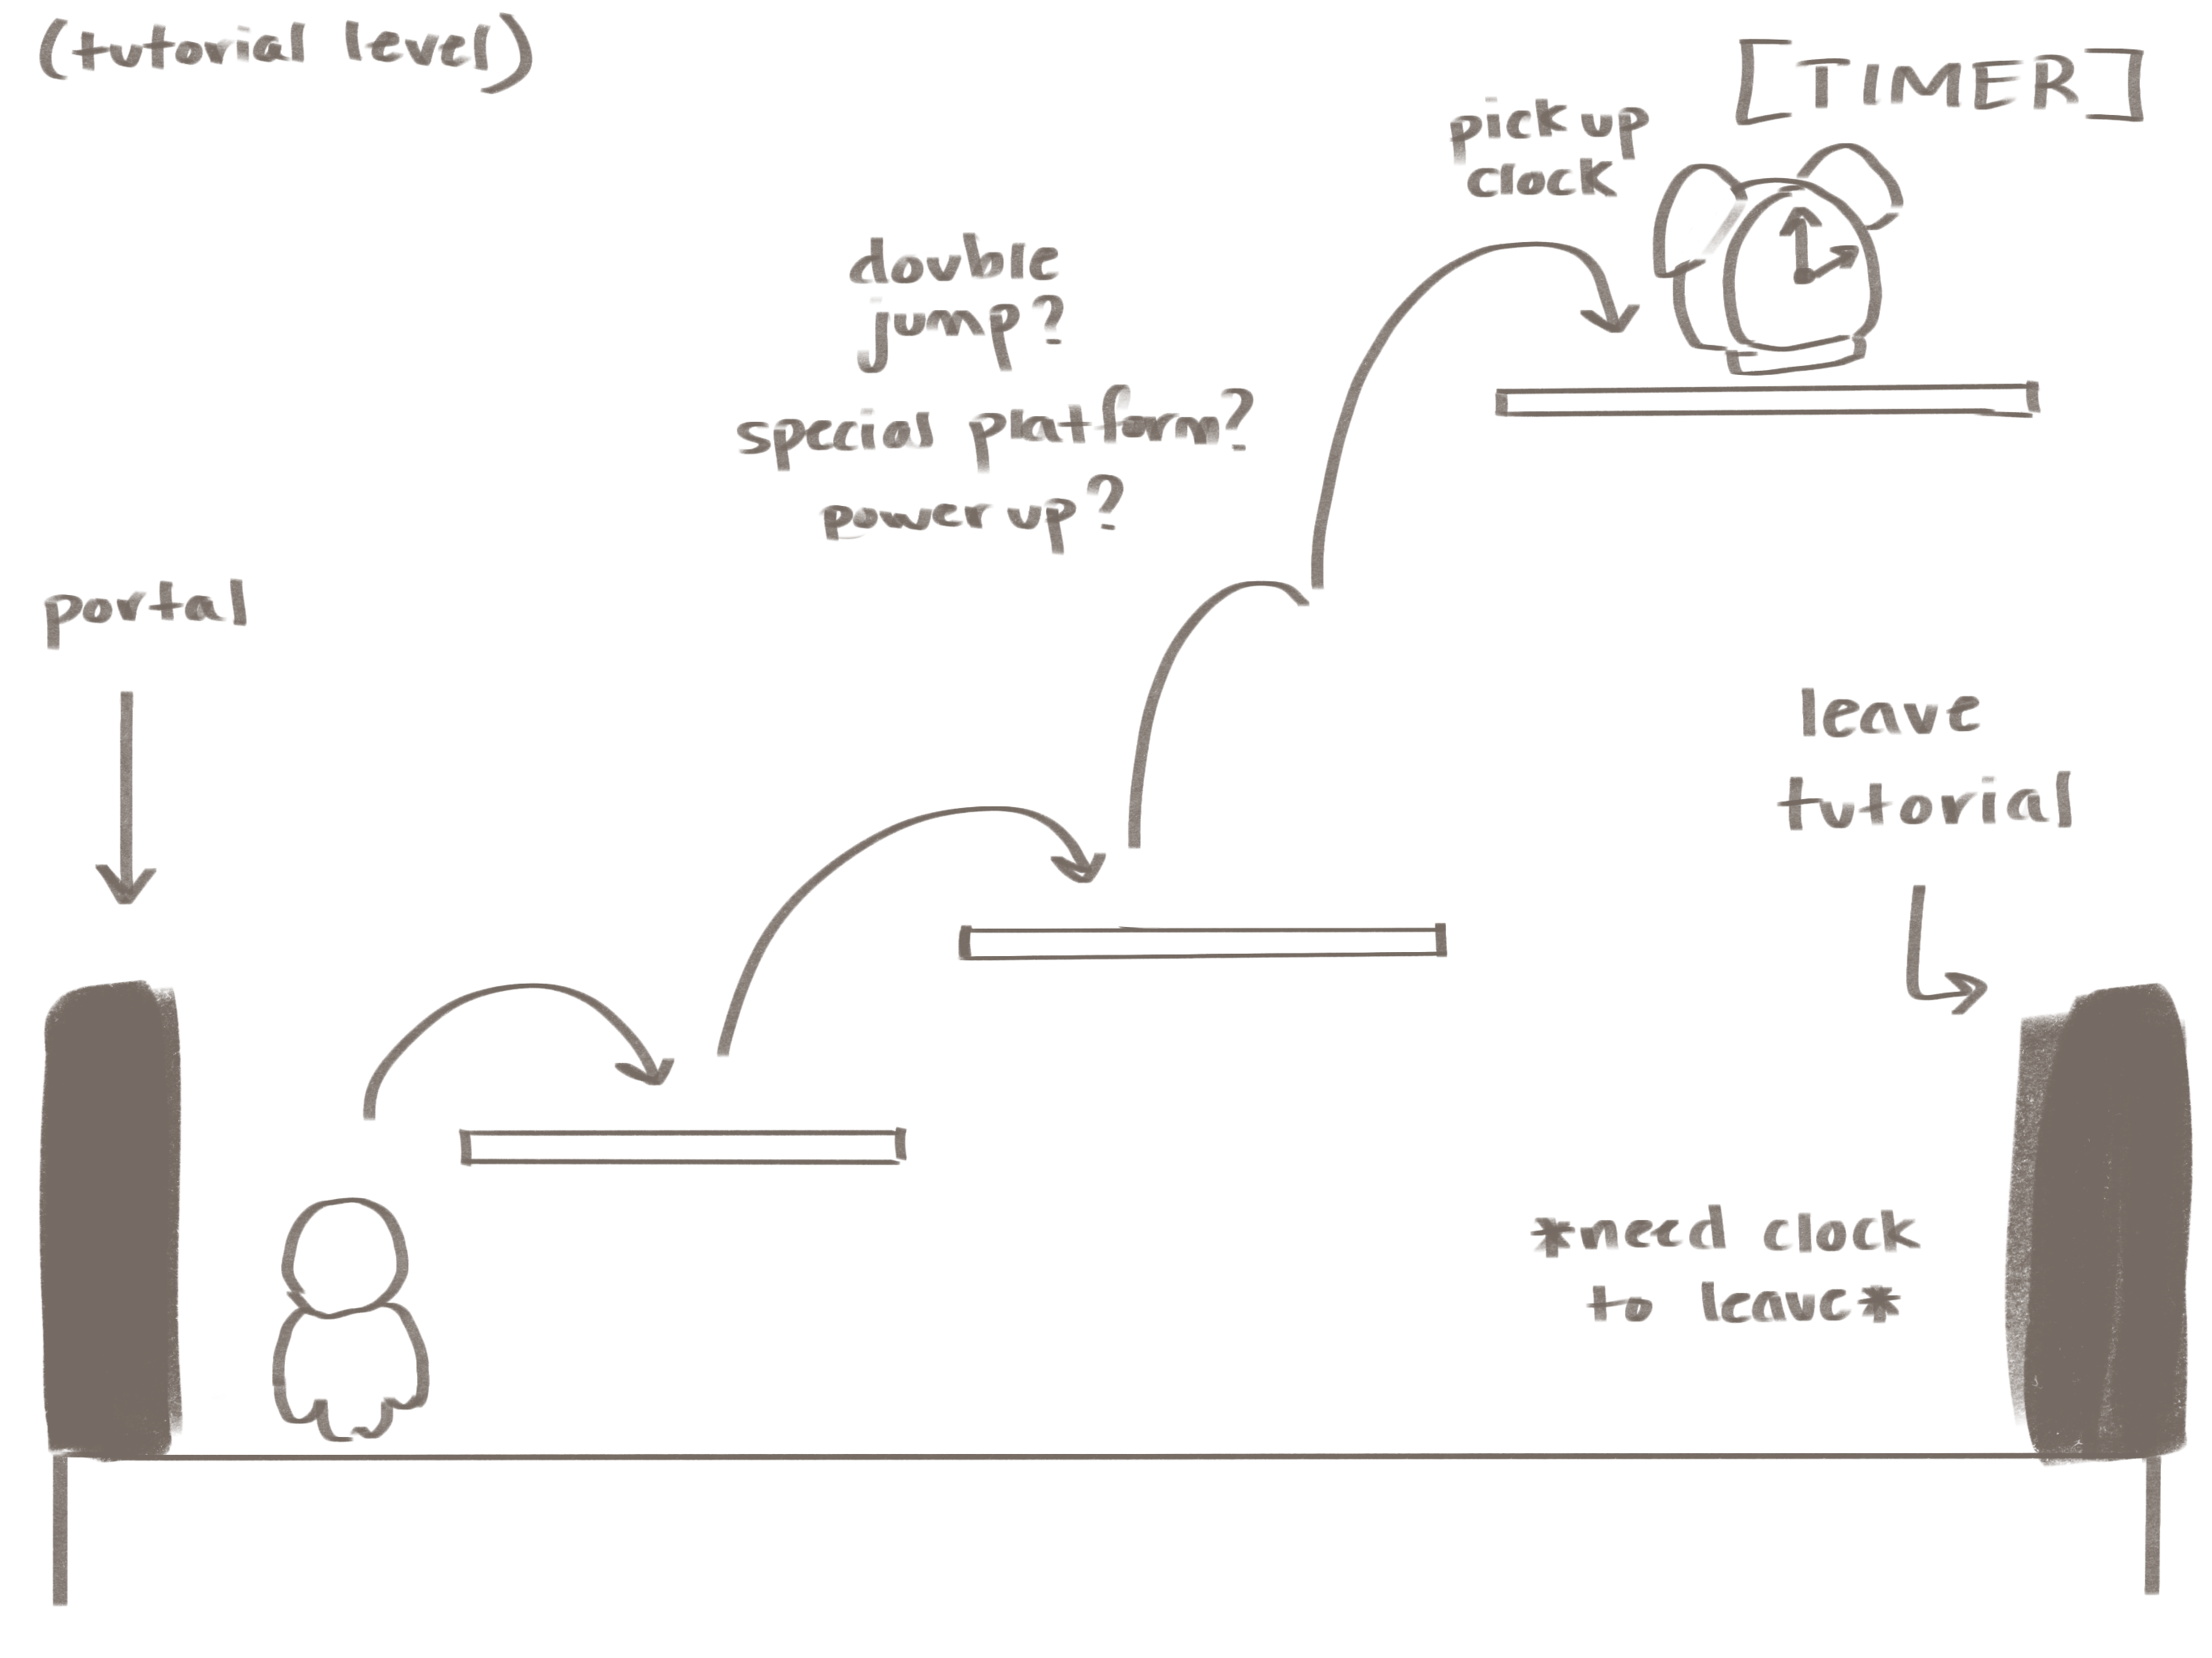 (tutorial level)
[TIMER]
pick up
clock
double
jump?
special platform?
power up?
portal
leave
tutorial
*need clock
to leave*